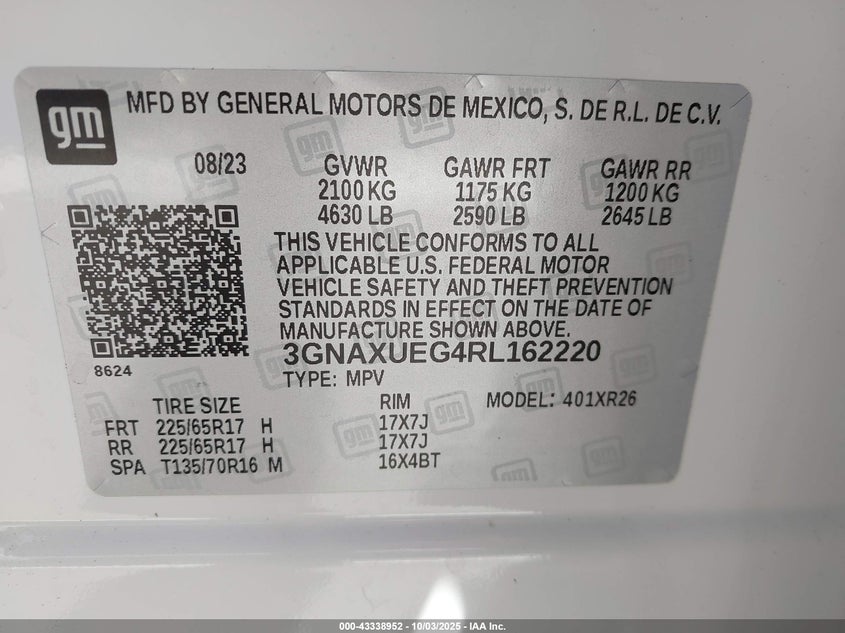 gm
MFD BY GENERAL MOTORS DE MEXICO, S. DE R.L. DE C.V.
08/23 GVWR GAWR FRT GAWR RR
2100 KG 1175 KG 1200 KG
4630 LB 2590 LB 2645 LB
THIS VEHICLE CONFORMS TO ALL
APPLICABLE U.S. FEDERAL MOTOR
VEHICLE SAFETY AND THEFT PREVENTION
STANDARDS IN EFFECT ON THE DATE OF
MANUFACTURE SHOWN ABOVE.
3GNAXUEG4RL162220
8624
TYPE: MPV
TIRE SIZE RIM MODEL: 401XR26
FRT 225/65R17 H 17X7J
RR 225/65R17 H 17X7J
SPA T135/70R16 M 16X4BT
000-43338952 - 10/03/2025 - IAA Inc.